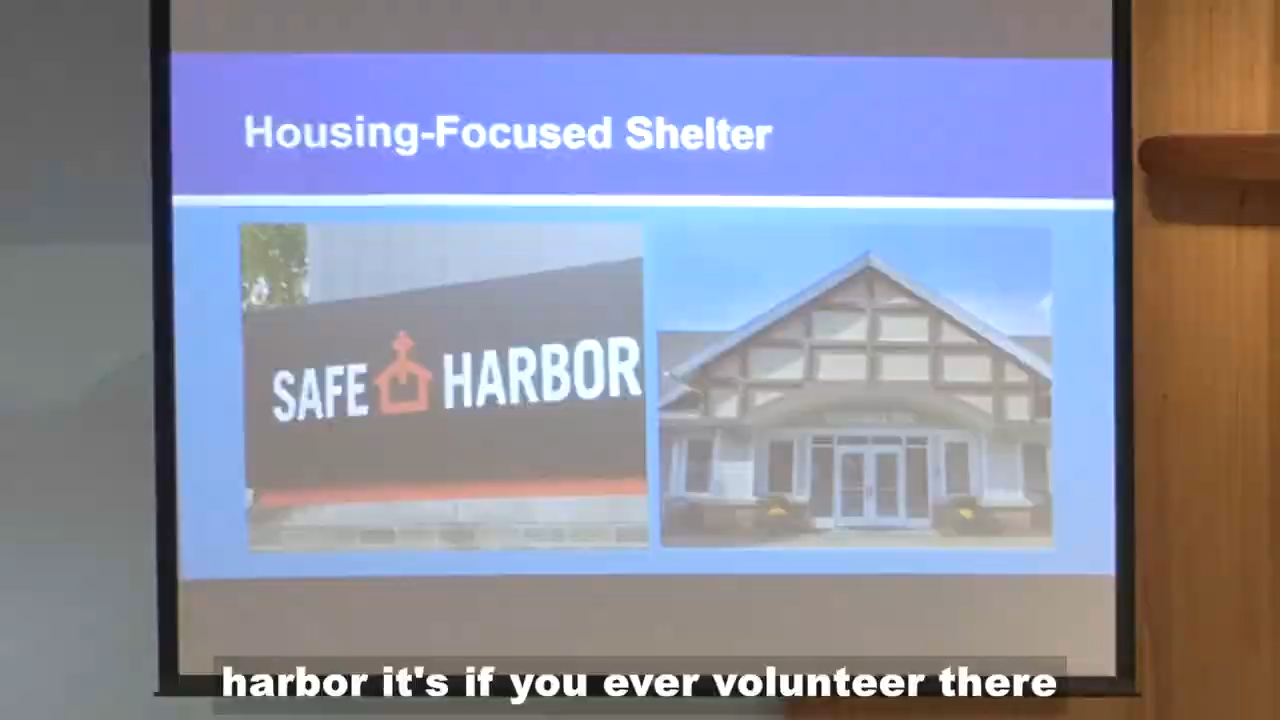 Housing-Focused Shelter
SAFE HARBOR
harbor it's if you ever volunteer there